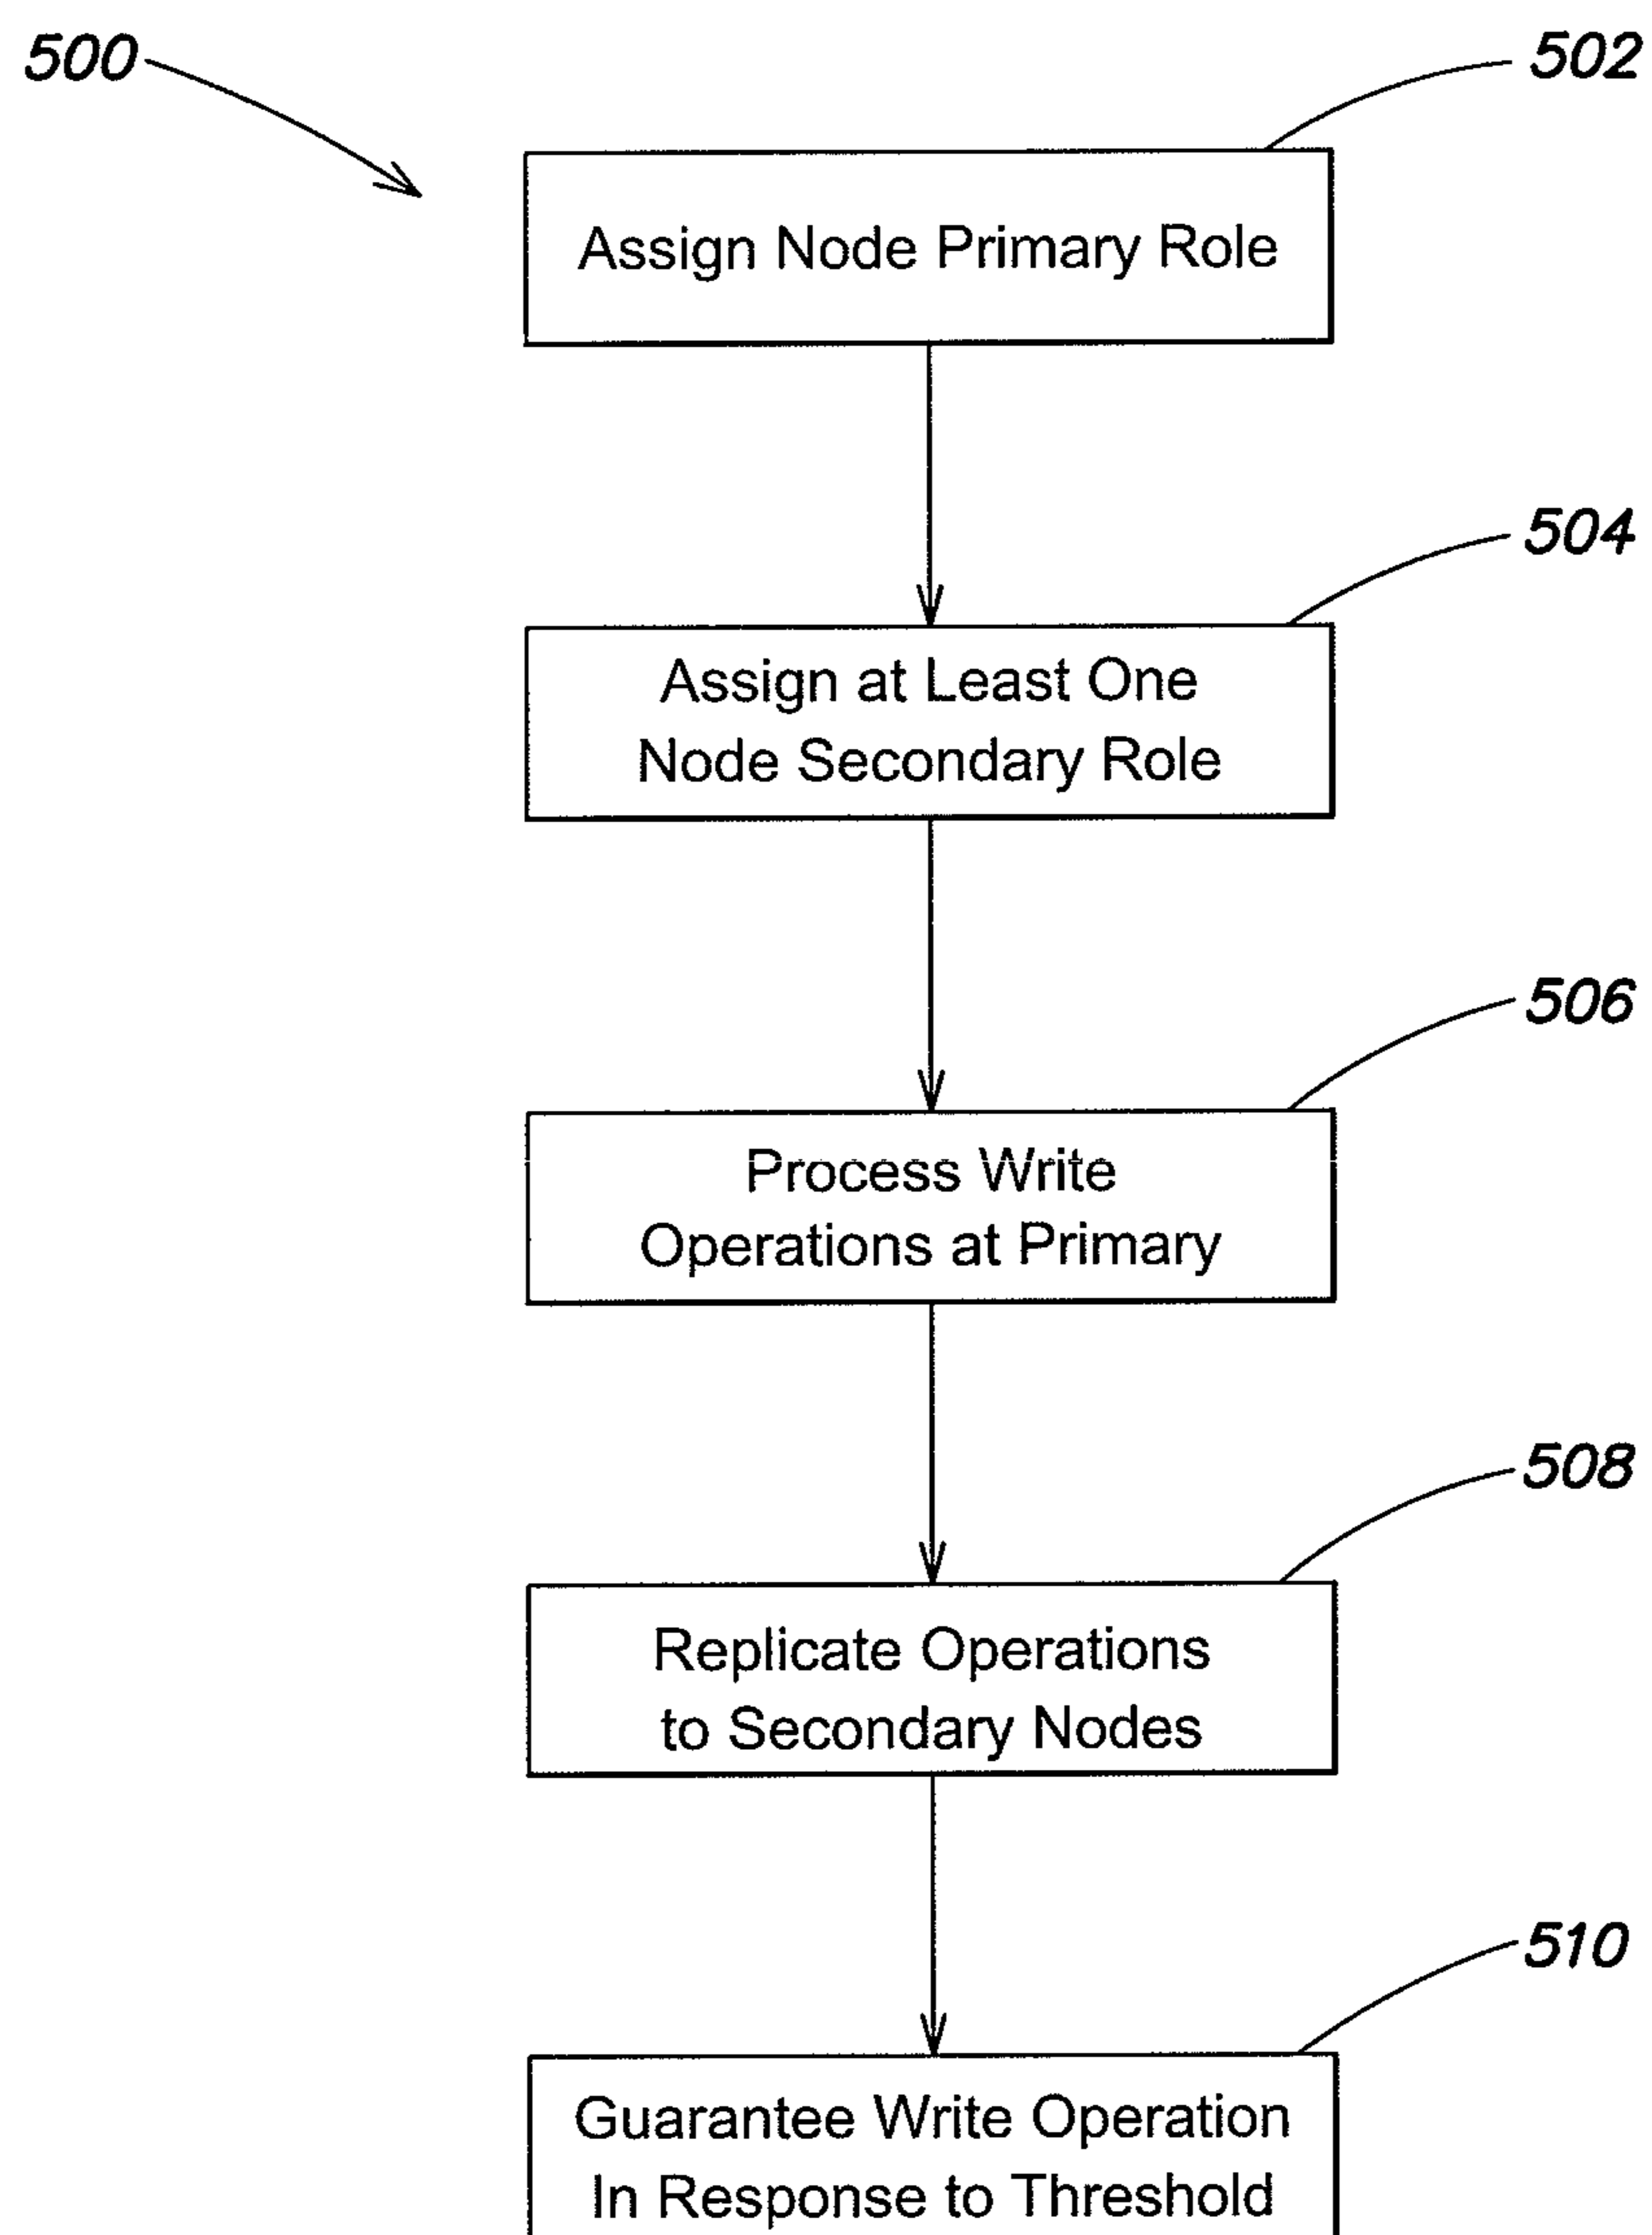 500
502
Assign Node Primary Role
504
Assign at Least One
Node Secondary Role
506
Process Write
Operations at Primary
508
Replicate Operations
to Secondary Nodes
510
Guarantee Write Operation
In Response to Threshold